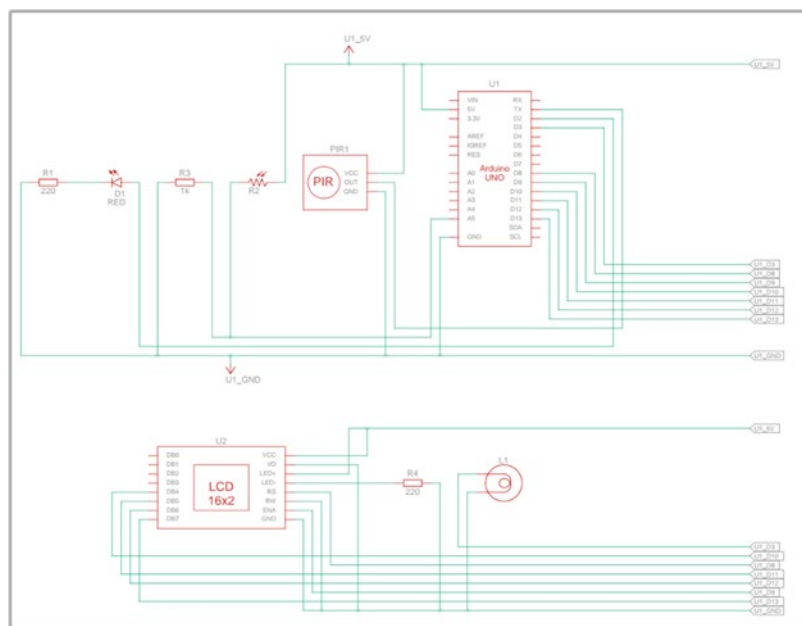 U1_5V
U1_5V
U1
VIN
5V
3.3V
AREF
IOREF
RES
A0
A1
A2
A3
A4
A5
GND
RX
TX
D2
D3
D4
D5
D6
D7
D8
D9
D10
D11
D12
D13
SDA
SCL
Arduino
UNO
PIR1
PIR
VCC
OUT
GND
R1
220
D1
RED
R3
1k
R2
U1_D3
U1_D8
U1_D9
U1_D10
U1_D11
U1_D12
U1_D13
U1_GND
U1_GND
U1_5V
U2
DB0
DB1
DB2
DB3
DB4
DB5
DB6
DB7
LCD
16x2
VCC
VO
LED+
LED-
RS
RW
ENA
GND
R4
220
L1
U1_D3
U1_D10
U1_D8
U1_D11
U1_D12
U1_D9
U1_D13
U1_GND